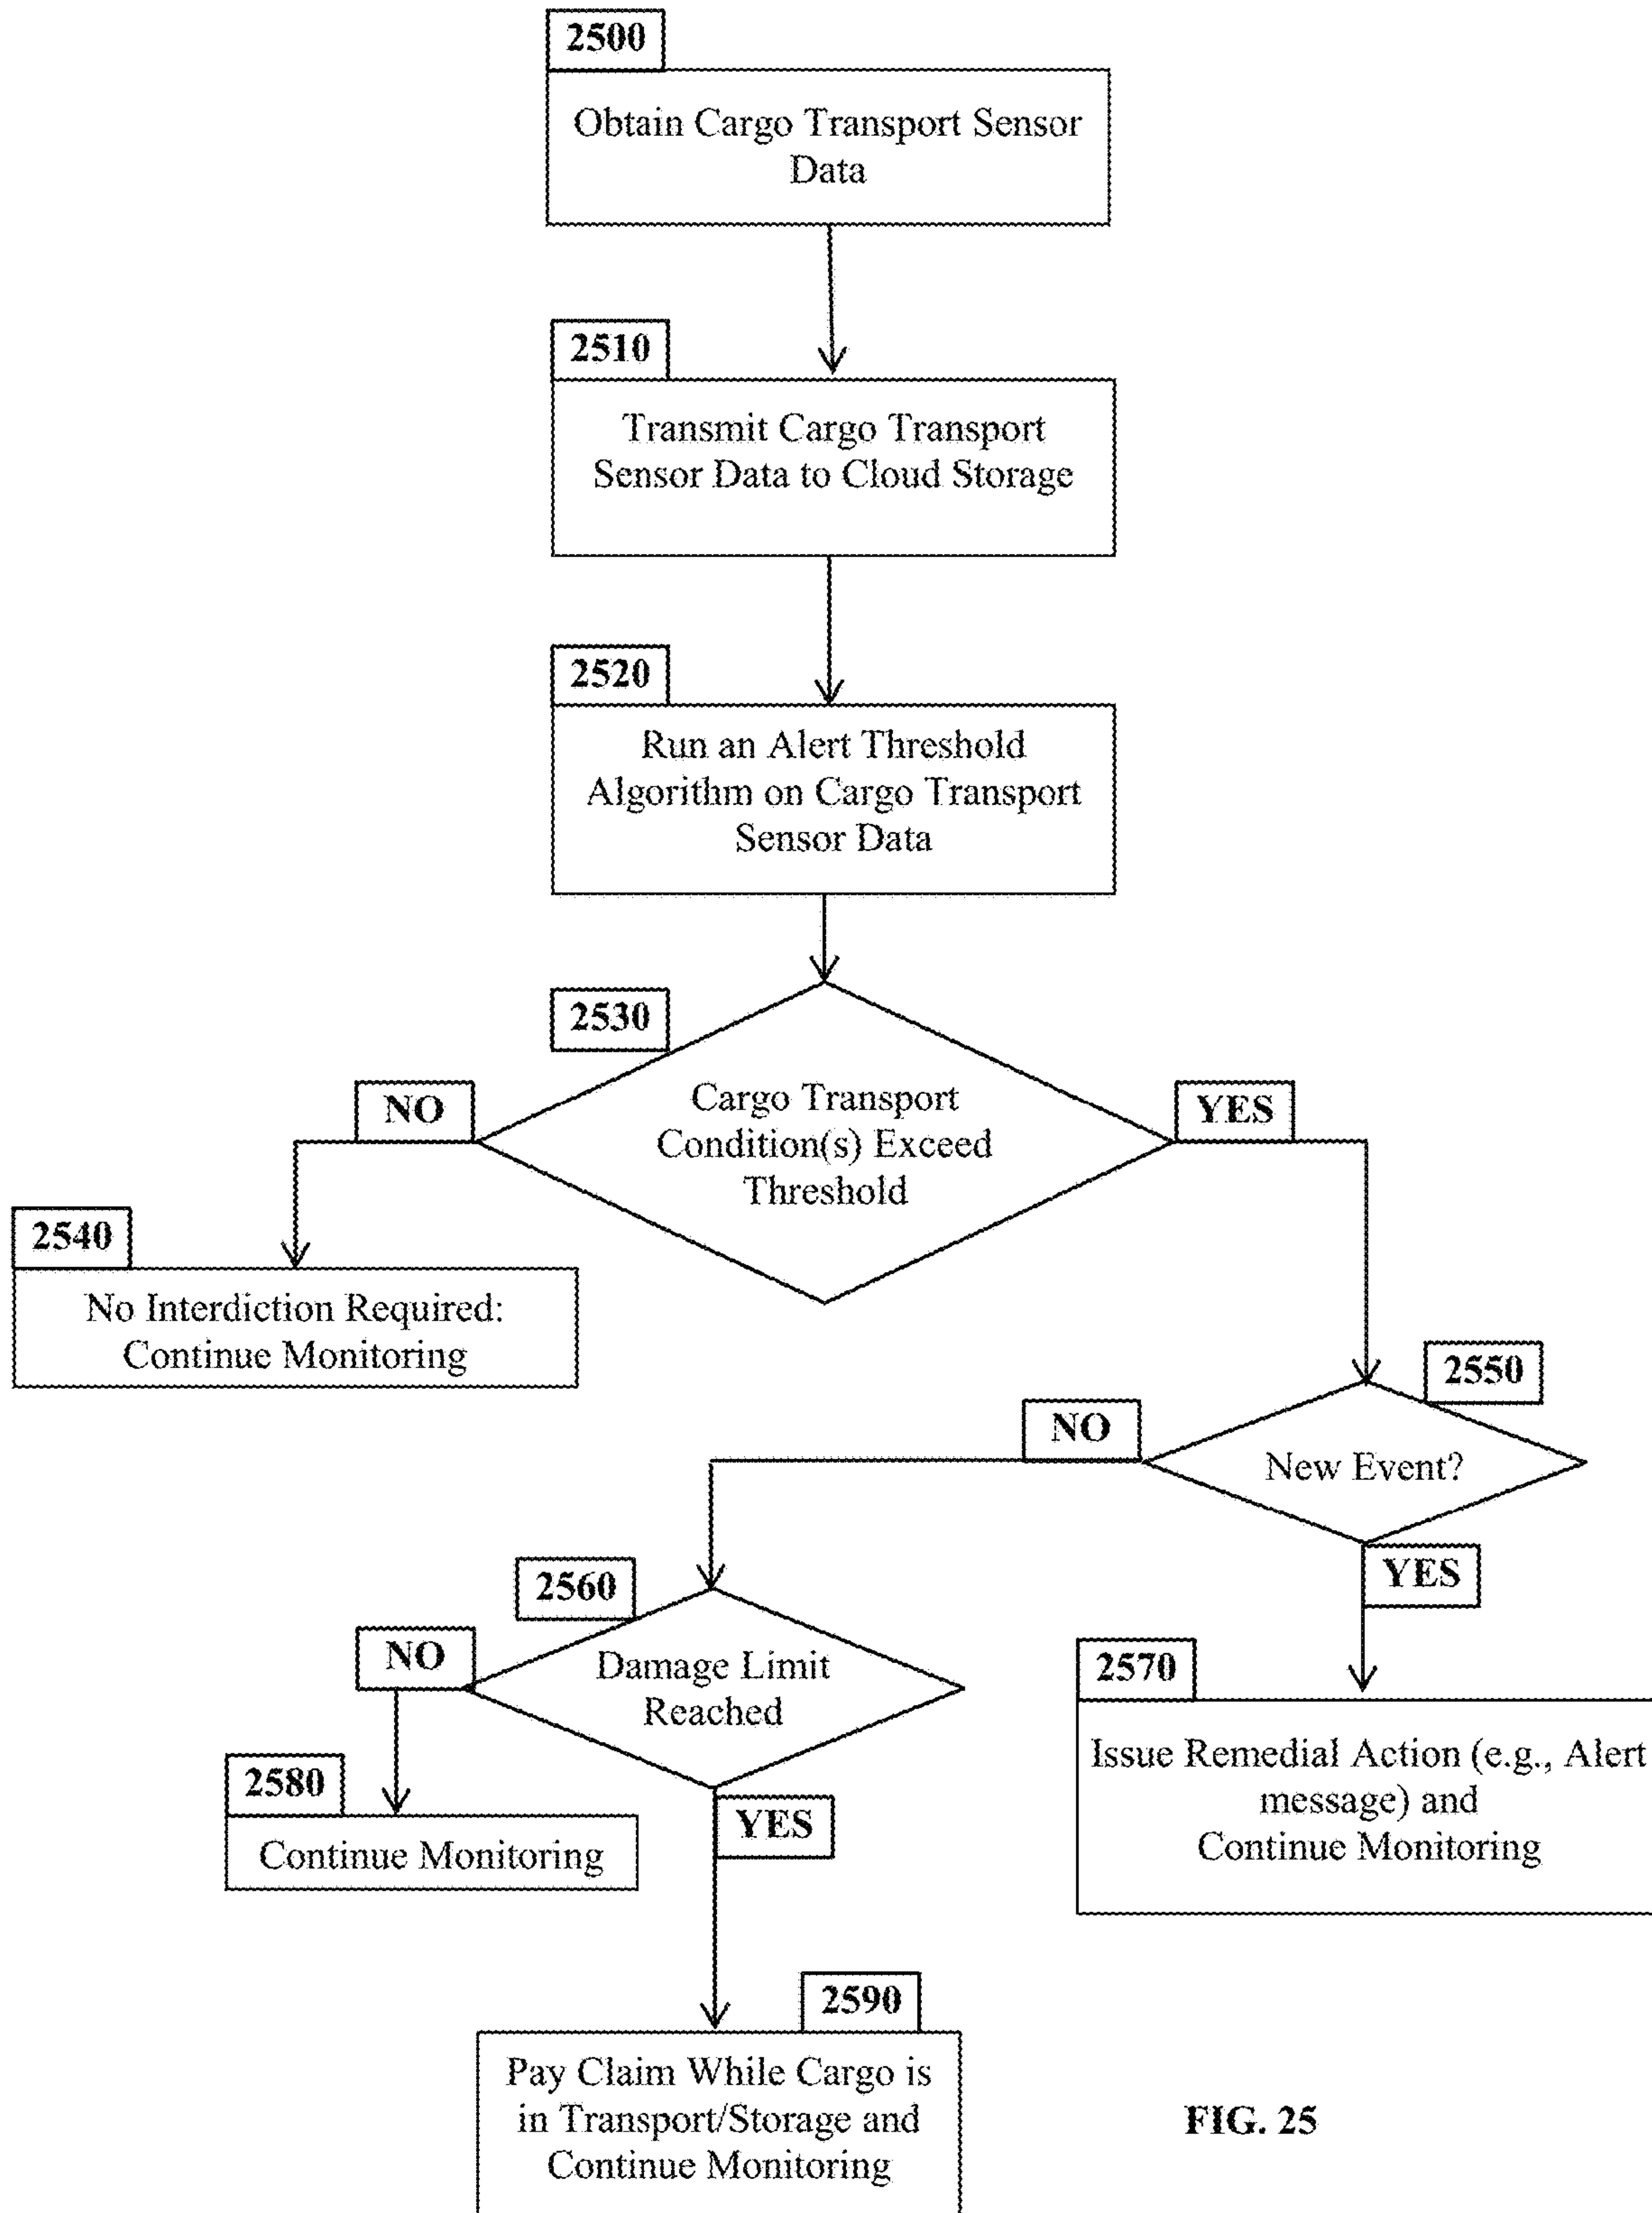 2500
Obtain Cargo Transport Sensor
Data
2510
Transmit Cargo Transport
Sensor Data to Cloud Storage
2520
Run an Alert Threshold
Algorithm on Cargo Transport
Sensor Data
2530
NO
YES
Cargo Transport
Condition(s) Exceed
Threshold
2540
No Interdiction Required:
Continue Monitoring
2550
NO
New Event?
YES
2560
NO
Damage Limit
Reached
2570
Issue Remedial Action (e.g., Alert
message) and
Continue Monitoring
2580
Continue Monitoring
YES
2590
Pay Claim While Cargo is
in Transport/Storage and
Continue Monitoring
FIG. 25